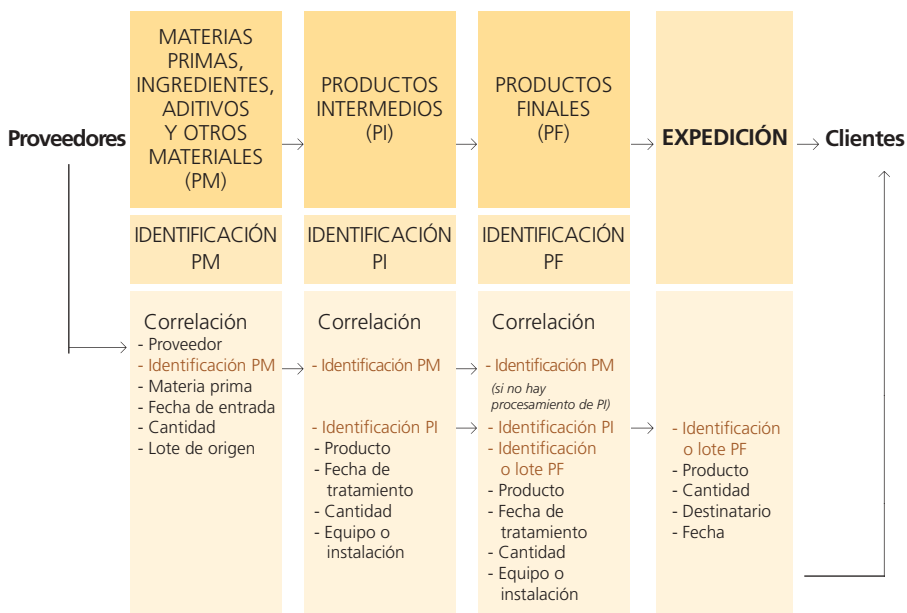 Proveedores
MATERIAS
PRIMAS,
INGREDIENTES,
ADITIVOS
Y OTROS
MATERIALES
(PM)
PRODUCTOS
INTERMEDIOS
(PI)
PRODUCTOS
FINALES
(PF)
EXPEDICIÓN
Clientes
IDENTIFICACIÓN
PM
IDENTIFICACIÓN
PI
IDENTIFICACIÓN
PF
Correlación
- Proveedor
- Identificación PM
- Materia prima
- Fecha de entrada
- Cantidad
- Lote de origen
Correlación
- Identificación PM
- Identificación PI
- Producto
- Fecha de
tratamiento
- Cantidad
- Equipo o
instalación
Correlación
- Identificación PM
(si no hay
procesamiento de PI)
- Identificación PI
- Identificación
o lote PF
- Producto
- Fecha de
tratamiento
- Cantidad
- Equipo o
instalación
- Identificación
o lote PF
- Producto
- Cantidad
- Destinatario
- Fecha